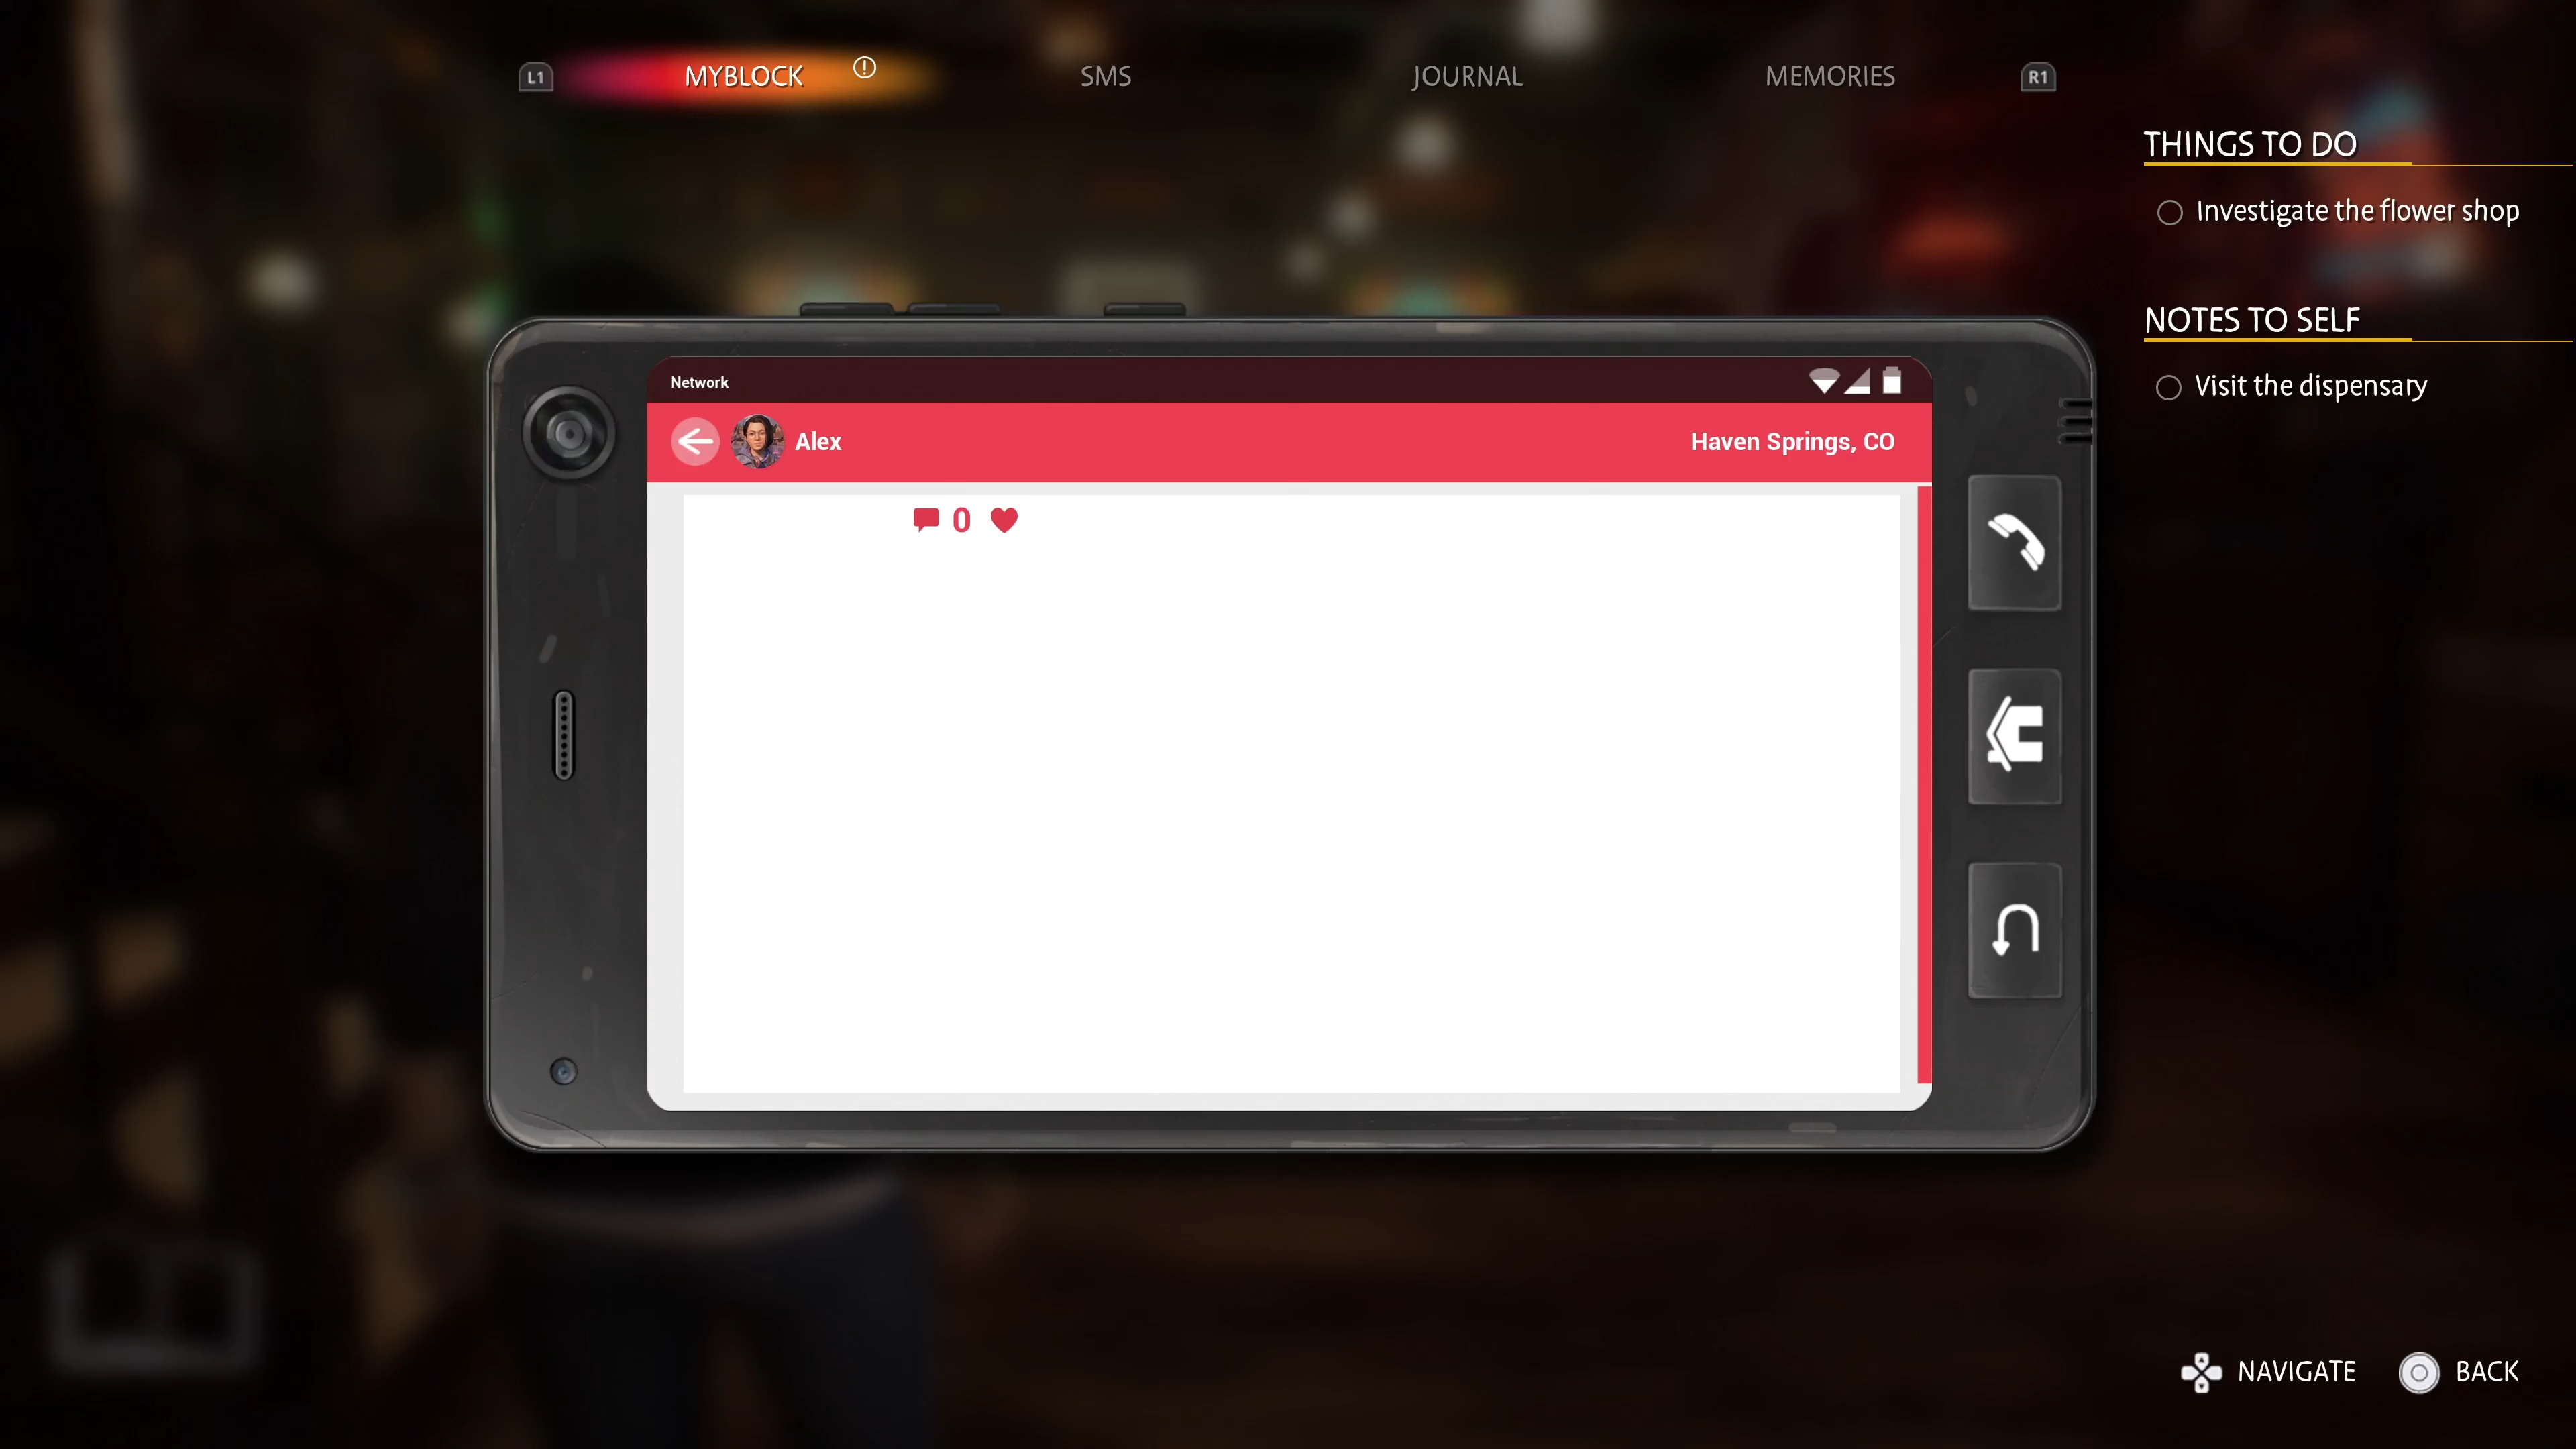 L1
MYBLOCK
SMS
JOURNAL
MEMORIES
R1
THINGS TO DO
Investigate the flower shop
NOTES TO SELF
Visit the dispensary
Network
Alex
Haven Springs, CO
0
NAVIGATE
BACK